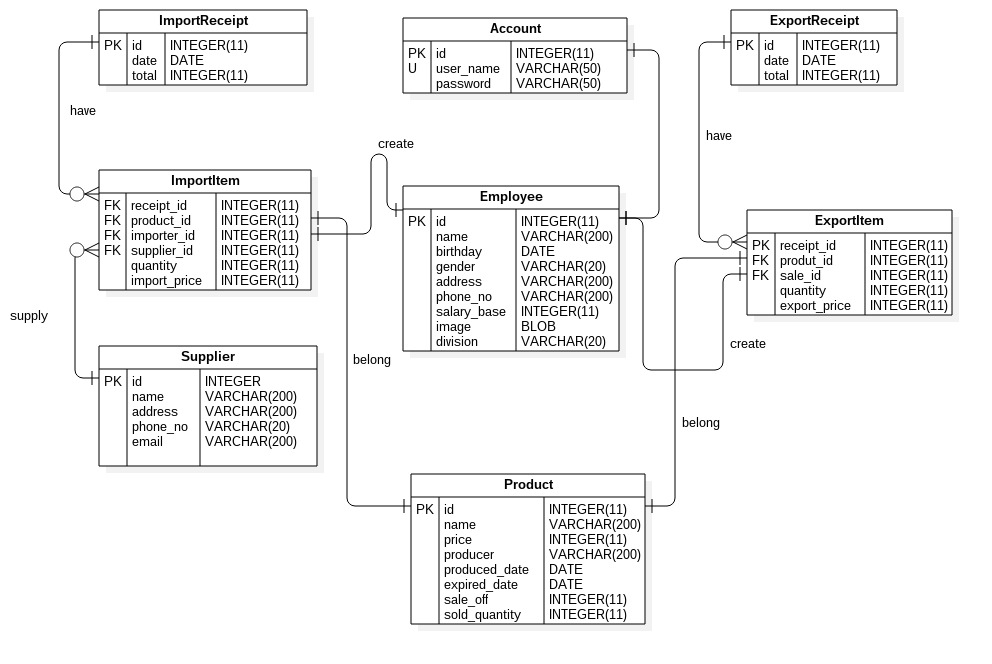 ImportReceipt
PK id INTEGER(11)
date DATE
total INTEGER(11)
Account
PK id INTEGER(11)
U user_name VARCHAR(50)
password VARCHAR(50)
ExportReceipt
PK id INTEGER(11)
date DATE
total INTEGER(11)
have
create
have
ImportItem
FK receipt_id INTEGER(11)
FK product_id INTEGER(11)
FK importer_id INTEGER(11)
FK supplier_id INTEGER(11)
quantity INTEGER(11)
import_price INTEGER(11)
Employee
PK id INTEGER(11)
name VARCHAR(200)
birthday DATE
gender VARCHAR(20)
address VARCHAR(200)
phone_no VARCHAR(200)
salary_base INTEGER(11)
image BLOB
division VARCHAR(20)
ExportItem
PK receipt_id INTEGER(11)
FK produt_id INTEGER(11)
FK sale_id INTEGER(11)
quantity INTEGER(11)
export_price INTEGER(11)
supply
create
belong
Supplier
PK id INTEGER
name VARCHAR(200)
address VARCHAR(200)
phone_no VARCHAR(20)
email VARCHAR(200)
belong
Product
PK id INTEGER(11)
name VARCHAR(200)
price INTEGER(11)
producer VARCHAR(200)
produced_date DATE
expired_date DATE
sale_off INTEGER(11)
sold_quantity INTEGER(11)